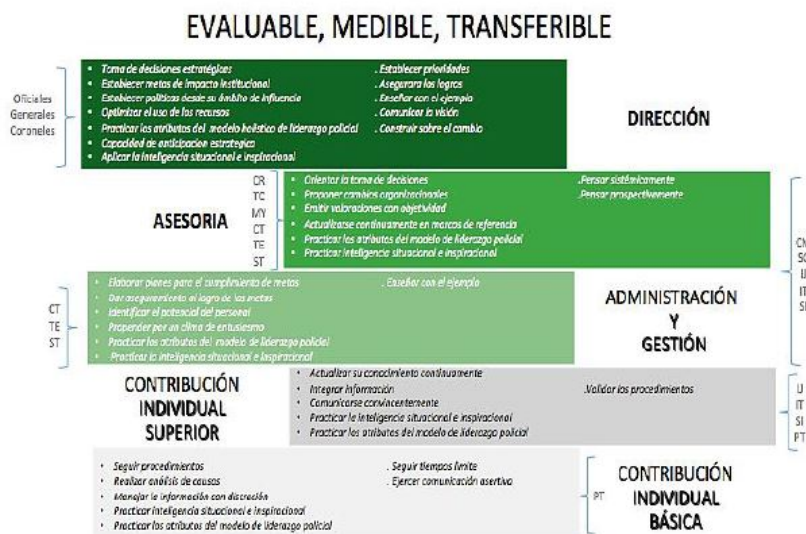 EVALUABLE, MEDIBLE, TRANSFERIBLE
Oficiales
Generales
Coroneles
• Toma de decisiones estratégicas
• Establecer metas de impacto institucional
• Establecer políticas desde su ámbito de influencia
• Optimizar el uso de los recursos
• Practicar los atributos del modelo holístico de liderazgo policial
• Capacidad de anticipación estrategica
• Aplicar la inteligencia situacional e inspiracional
. Establecer prioridades
. Asegurara los logros
. Enseñar con el ejemplo
. Comunicar la visión
. Construir sobre el cambio
DIRECCIÓN
ASESORIA
CR
TC
MY
CT
TE
ST
• Orientar la toma de decisiones
• Proponer cambios organizacionales
• Emitir valoraciones con objetividad
• Actualizarse continuamente en marcos de referencia
• Practicar los atributos del modelo de liderazgo policial
• Practicar inteligencia situacional e inspiracional
.Pensar sistémicamente
.Pensar prospectivamente
CT
TE
ST
• Elaborar planes para el cumplimiento de metas
• Dar aseguramiento al logro de las metas
• Identificar el potencial del personal
• Propender por un clima de entusiasmo
• Practicar los atributos del modelo de liderazgo policial
• Practicar la inteligencia situacional e inspiracional
. Enseñar con el ejemplo
ADMINISTRACIÓN
Y
GESTIÓN
IT
CONTRIBUCIÓN
INDIVIDUAL
SUPERIOR
• Actualizar su conocimiento continuamente
• Integrar información
• Comunicarse convincentemente
• Practicar la inteligencia situacional e inspiracional
• Practicar los atributos del modelo del liderazgo policial
.Validar los procedimientos
IT
SI
PT
• Seguir procedimientos
• Realizar análisis de causas
• Manejar la información con discreción
• Practicar inteligencia situacional e inspiracional
• Practicar los atributos del modelo de liderazgo policial
. Seguir tiempos limite
. Ejercer comunicación asertiva
PT
CONTRIBUCIÓN
INDIVIDUAL
BÁSICA